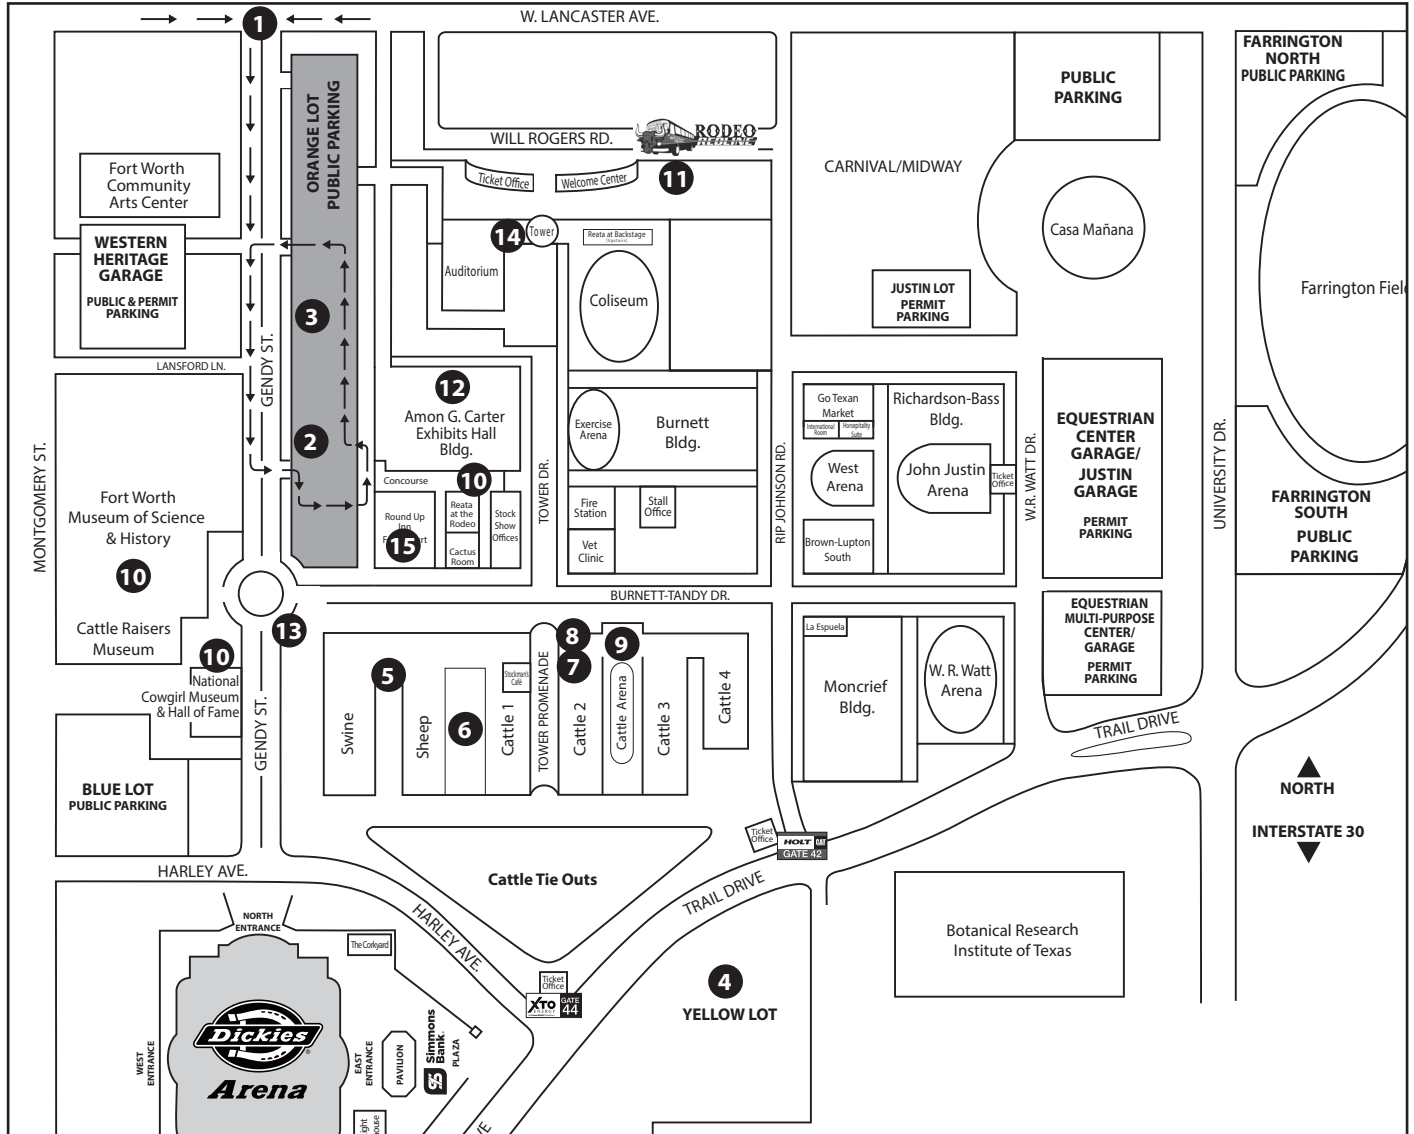 1
W. LANCASTER AVE.
FARRINGTON
NORTH
PUBLIC PARKING
PUBLIC
PARKING
ORANGE LOT
PUBLIC PARKING
WILL ROGERS RD.
RODEO
REDLINE
Ticket Office
Welcome Center
11
CARNIVAL/MIDWAY
Fort Worth
Community
Arts Center
WESTERN
HERITAGE
GARAGE
PUBLIC & PERMIT
PARKING
14
Tower
Reata at Backstage
Auditorium
Coliseum
Casa Mañana
JUSTIN LOT
PERMIT
PARKING
Farrington Fiel
3
GENDY ST.
LANSFORD LN.
12
Amon G. Carter
Exhibits Hall
Bldg.
2
Exercise
Arena
Burnett
Bldg.
Go Texan
Market
International
Room
Horsepitality
Suite
Richardson-Bass
Bldg.
West
Arena
John Justin
Arena
Ticket
Office
EQUESTRIAN
CENTER
GARAGE/
JUSTIN
GARAGE
PERMIT
PARKING
UNIVERSITY DR.
W.R. WATT DR.
RIP JOHNSON RD.
TOWER DR.
MONTGOMERY ST.
Concourse
10
Round Up
Inn
15
Reata
at the
Rodeo
Cactus
Room
Stock
Show
Offices
Fire
Station
Stall
Office
Vet
Clinic
Brown-Lupton
South
FARRINGTON
SOUTH
PUBLIC
PARKING
Fort Worth
Museum of Science
& History
10
BURNETT-TANDY DR.
EQUESTRIAN
MULTI-PURPOSE
CENTER/
GARAGE
PERMIT
PARKING
Cattle Raisers
Museum
13
10
National
Cowgirl Museum
& Hall of Fame
GENDY ST.
5
Swine
Sheep
6
Stockman's
Café
Cattle 1
TOWER PROMENADE
8
7
Cattle 2
9
Cattle Arena
Cattle 3
Cattle 4
La Espuela
Moncrief
Bldg.
W. R. Watt
Arena
TRAIL DRIVE
BLUE LOT
PUBLIC PARKING
NORTH
INTERSTATE 30
Ticket
Office
HOLT CAT
GATE 42
HARLEY AVE.
Cattle Tie Outs
TRAIL DRIVE
HARLEY AVE.
NORTH
ENTRANCE
The Corkyard
Botanical Research
Institute of Texas
Ticket
Office
XTO
ENERGY
GATE
44
4
YELLOW LOT
Dickies
Arena
WEST
ENTRANCE
EAST
ENTRANCE
PAVILION
Simmons
Bank
PLAZA